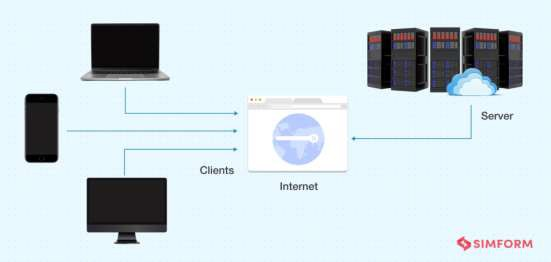 Server
Clients
Internet
SIMFORM